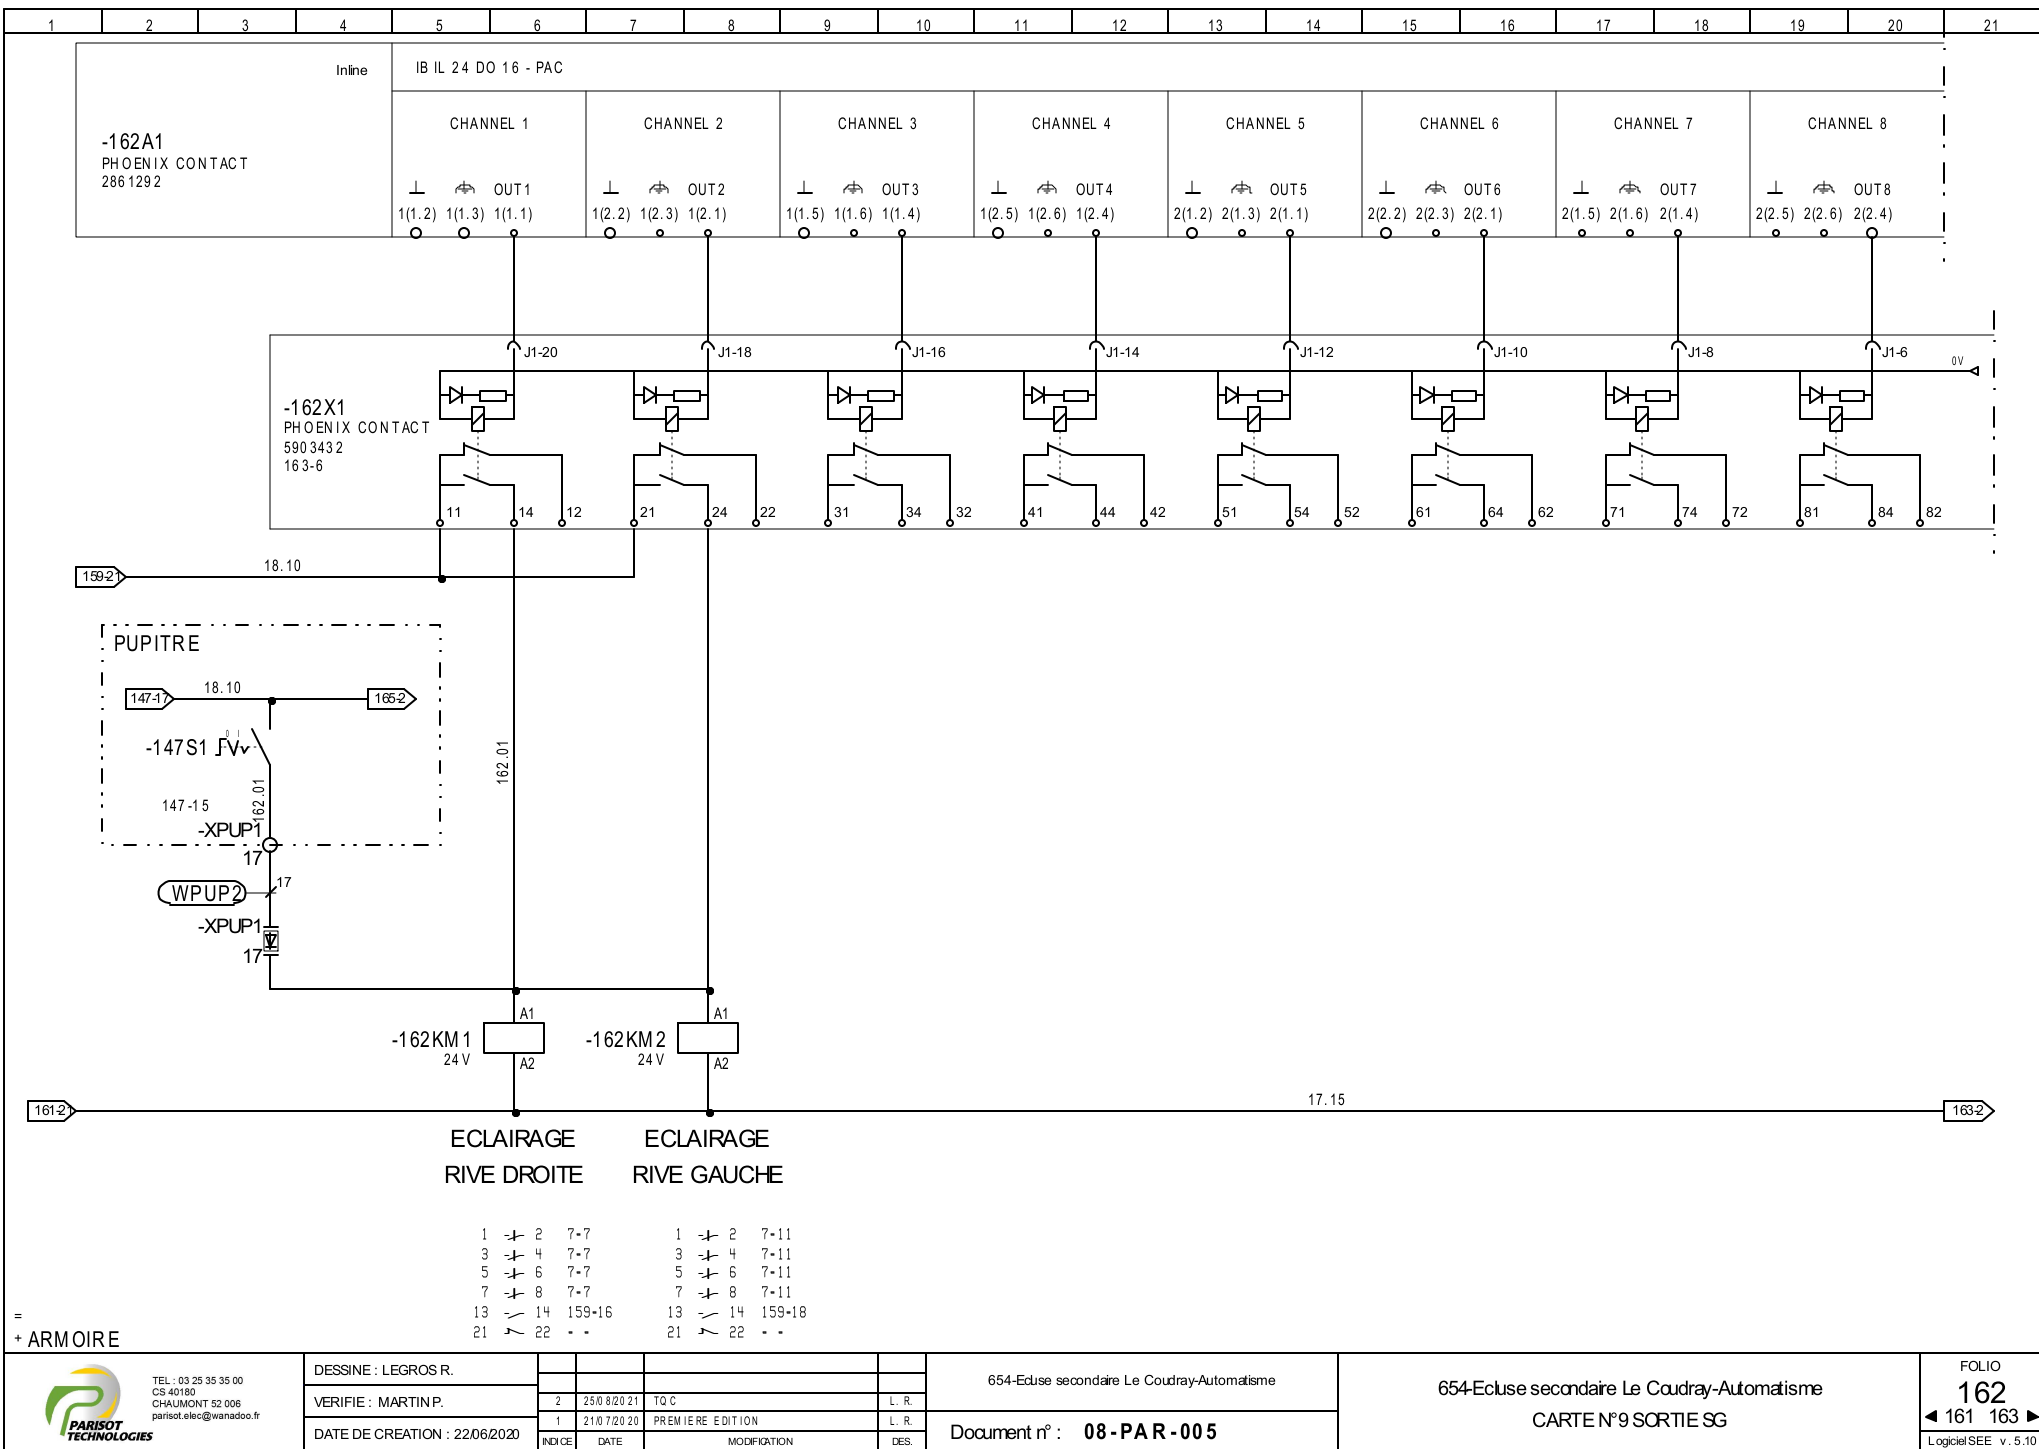 1 2 3 4 5 6 7 8 9 10 11 12 13 14 15 16 17 18 19 20 21
Inline
IB IL 24 DO 16 - PAC
-162A1
PHOENIX CONTACT
2861292
CHANNEL 1 CHANNEL 2 CHANNEL 3 CHANNEL 4 CHANNEL 5 CHANNEL 6 CHANNEL 7 CHANNEL 8
OUT1 OUT2 OUT3 OUT4 OUT5 OUT6 OUT7 OUT8
1(1.2) 1(1.3) 1(1.1) 1(2.2) 1(2.3) 1(2.1) 1(1.5) 1(1.6) 1(1.4) 1(2.5) 1(2.6) 1(2.4) 2(1.2) 2(1.3) 2(1.1) 2(2.2) 2(2.3) 2(2.1) 2(1.5) 2(1.6) 2(1.4) 2(2.5) 2(2.6) 2(2.4)
J1-20 J1-18 J1-16 J1-14 J1-12 J1-10 J1-8 J1-6
0V
-162X1
PHOENIX CONTACT
5903432
163-6
11 14 12 21 24 22 31 34 32 41 44 42 51 54 52 61 64 62 71 74 72 81 84 82
159-21
18.10
PUPITRE
147-17
18.10
165-2
-147S1
0 1
162.01
147-15
162.01
-XPUP1
17
WPUP2
17
-XPUP1
17
A1 A1
-162KM1
24V
-162KM2
24V
A2 A2
161-21
17.15
163-2
ECLAIRAGE
RIVE DROITE
ECLAIRAGE
RIVE GAUCHE
1 2 7-7 1 2 7-11
3 4 7-7 3 4 7-11
5 6 7-7 5 6 7-11
7 8 7-7 7 8 7-11
13 14 159-16 13 14 159-18
21 22 - - 21 22 - -
=
+ ARMOIRE
PARISOT
TECHNOLOGIES
TEL : 03 25 35 35 00
CS 40180
CHAUMONT 52 006
parisot.elec@wanadoo.fr
DESSINE : LEGROS R.
VERIFIE : MARTIN P.
DATE DE CREATION : 22/06/2020
2 25/08/2021 TQC L. R.
1 21/07/2020 PREMIERE EDITION L. R.
INDICE DATE MODIFICATION DES.
654-Ecluse secondaire Le Coudray-Automatisme
Document n° : 08-PAR-005
654-Ecluse secondaire Le Coudray-Automatisme
CARTE N°9 SORTIE SG
FOLIO
162
161 163
Logiciel SEE v. 5.10